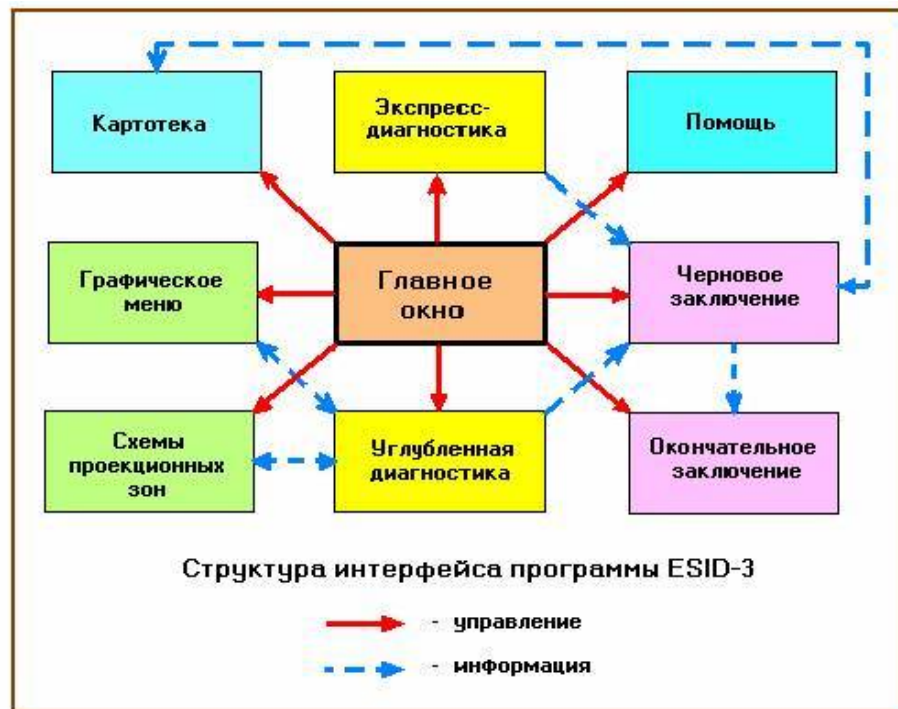 Картотека
Экспресс-
диагностика
Помощь
Графическое
меню
Главное
окно
Черновое
заключение
Схемы
проекционных
зон
Углубленная
диагностика
Окончательное
заключение
Структура интерфейса программы ESID-3
- управление
- информация